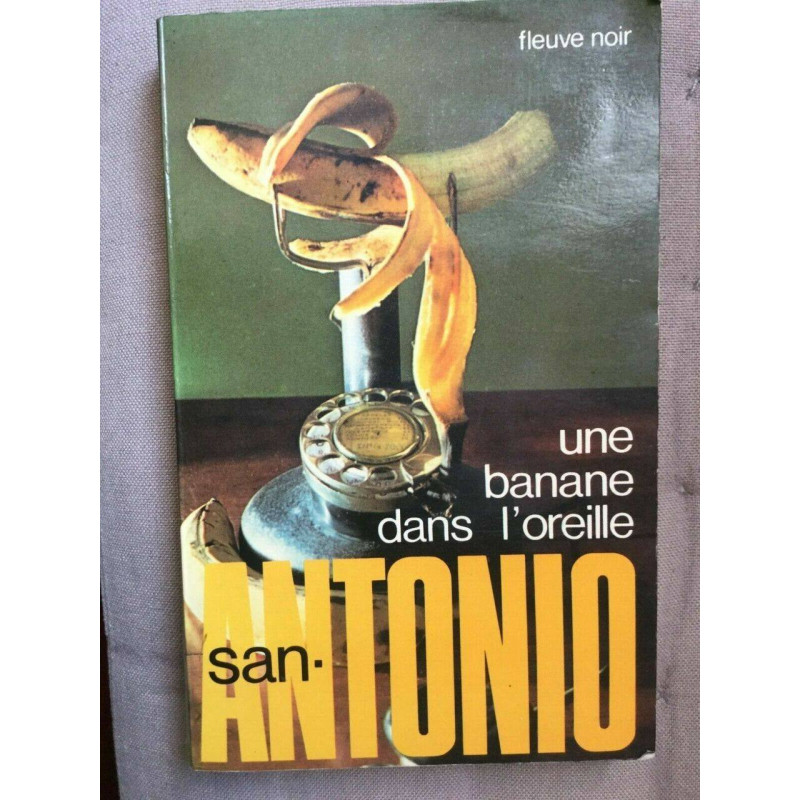 fleuve noir
une
banane
dans l'oreille
san-
ANTONIO